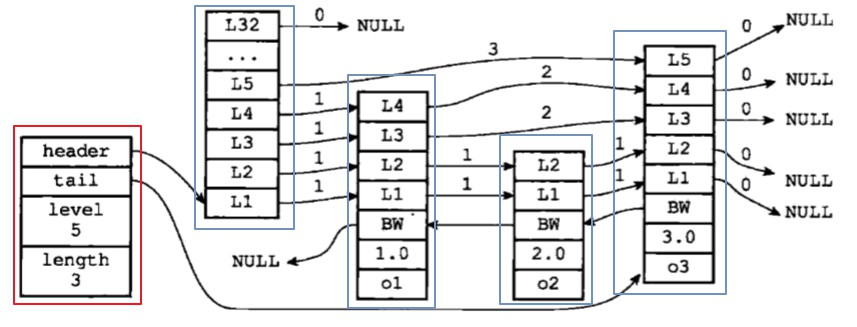 header
tail
level
5
length
3
L32
...
L5
L4
L3
L2
L1
0
NULL
3
1
1
1
1
L4
L3
L2
L1
BW
1.0
o1
NULL
2
2
1
1
L2
L1
BW
2.0
o2
1
1
L5
L4
L3
L2
L1
BW
3.0
o3
0
NULL
0
NULL
0
NULL
0
NULL
0
NULL